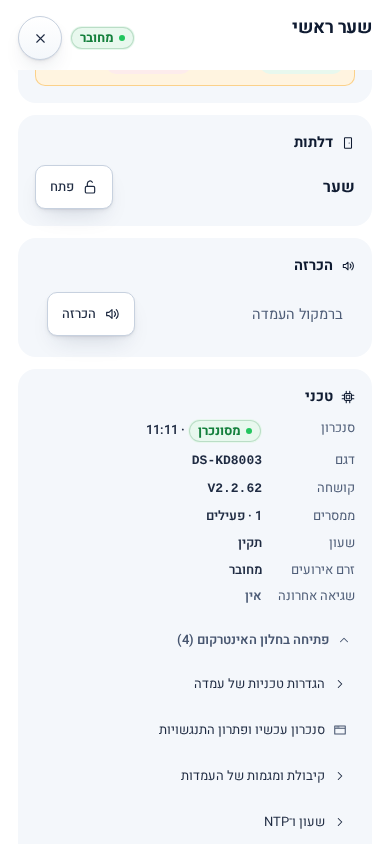 שער ראשי
מחובר
דלתות
שער
פתח
הכרזה
ברמקול העמדה
הכרזה
טכני
סנכרון מסונכרן · 11:11
דגם DS-KD8003
קושחה V2.2.62
ממסרים 1 · פעילים
שעון תקין
זרם אירועים מחובר
שגיאה אחרונה אין
פתיחה בחלון האינטרקום (4)
הגדרות טכניות של עמדה
סנכרון עכשיו ופתרון התנגשויות
קיבולת ומגמות של העמדות
שעון ו־NTP